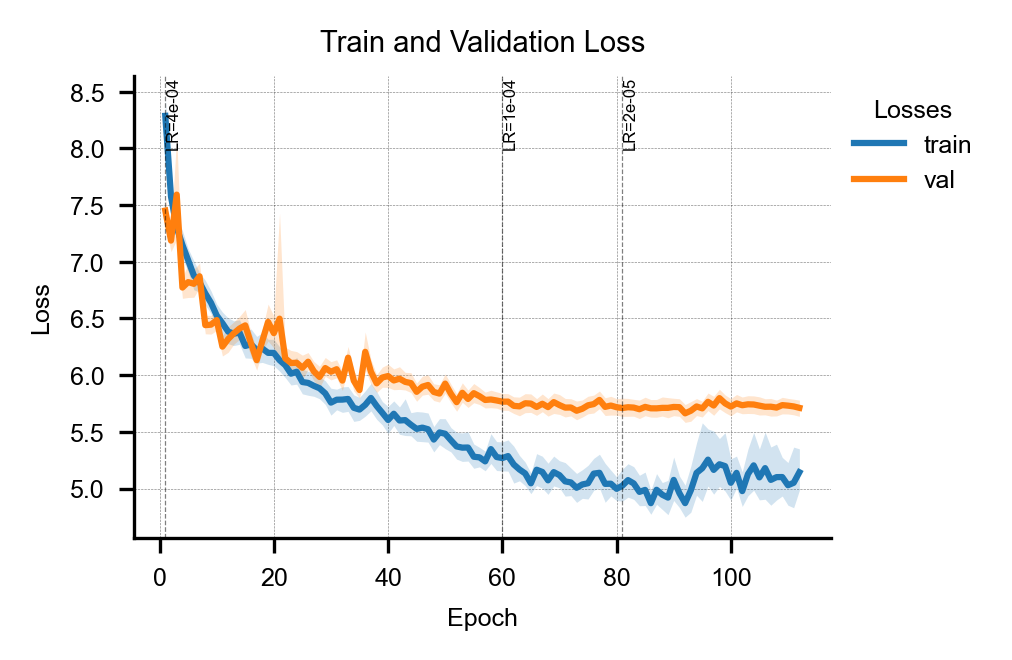 Train and Validation Loss
8.5
8.0
7.5
7.0
6.5
6.0
5.5
5.0
Loss
LR=4e-04
LR=1e-04
LR=2e-05
0
20
40
60
80
100
Epoch
Losses
train
val